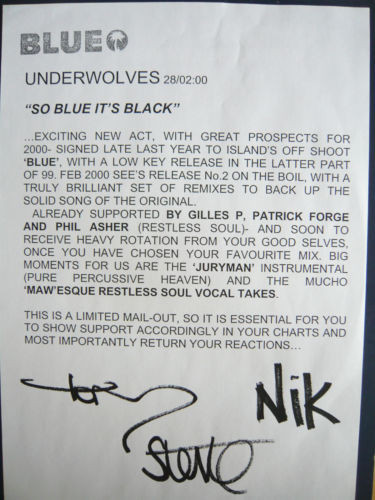 BLUE
UNDERWOLVES 28/02:00
"SO BLUE IT'S BLACK"
...EXCITING NEW ACT, WITH GREAT PROSPECTS FOR
2000- SIGNED LATE LAST YEAR TO ISLAND'S OFF SHOOT
'BLUE', WITH A LOW KEY RELEASE IN THE LATTER PART
OF 99. FEB 2000 SEE'S RELEASE No.2 ON THE BOIL, WITH A
TRULY BRILLIANT SET OF REMIXES TO BACK UP THE
SOLID SONG OF THE ORIGINAL.
ALREADY SUPPORTED BY GILLES P, PATRICK FORGE
AND PHIL ASHER (RESTLESS SOUL)- AND SOON TO
RECEIVE HEAVY ROTATION FROM YOUR GOOD SELVES,
ONCE YOU HAVE CHOSEN YOUR FAVOURITE MIX. BIG
MOMENTS FOR US ARE THE 'JURYMAN' INSTRUMENTAL
(PURE PERCUSSIVE HEAVEN) AND THE MUCHO
'MAW'ESQUE RESTLESS SOUL VOCAL TAKES.
THIS IS A LIMITED MAIL-OUT, SO IT IS ESSENTIAL FOR YOU
TO SHOW SUPPORT ACCORDINGLY IN YOUR CHARTS AND
MOST IMPORTANTLY RETURN YOUR REACTIONS...
NiK
Steve